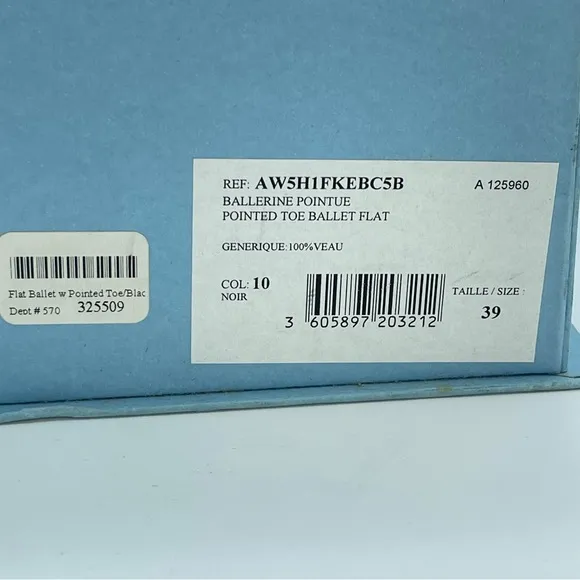 REF: AW5H1FKEBC5B A 125960
BALLERINE POINTUE
POINTED TOE BALLET FLAT
GENERIQUE:100%VEAU
COL: 10
NOIR
3 605897 203212
TAILLE / SIZE :
39
Flat Ballet w Pointed Toe/Blac
Dept # 570 325509